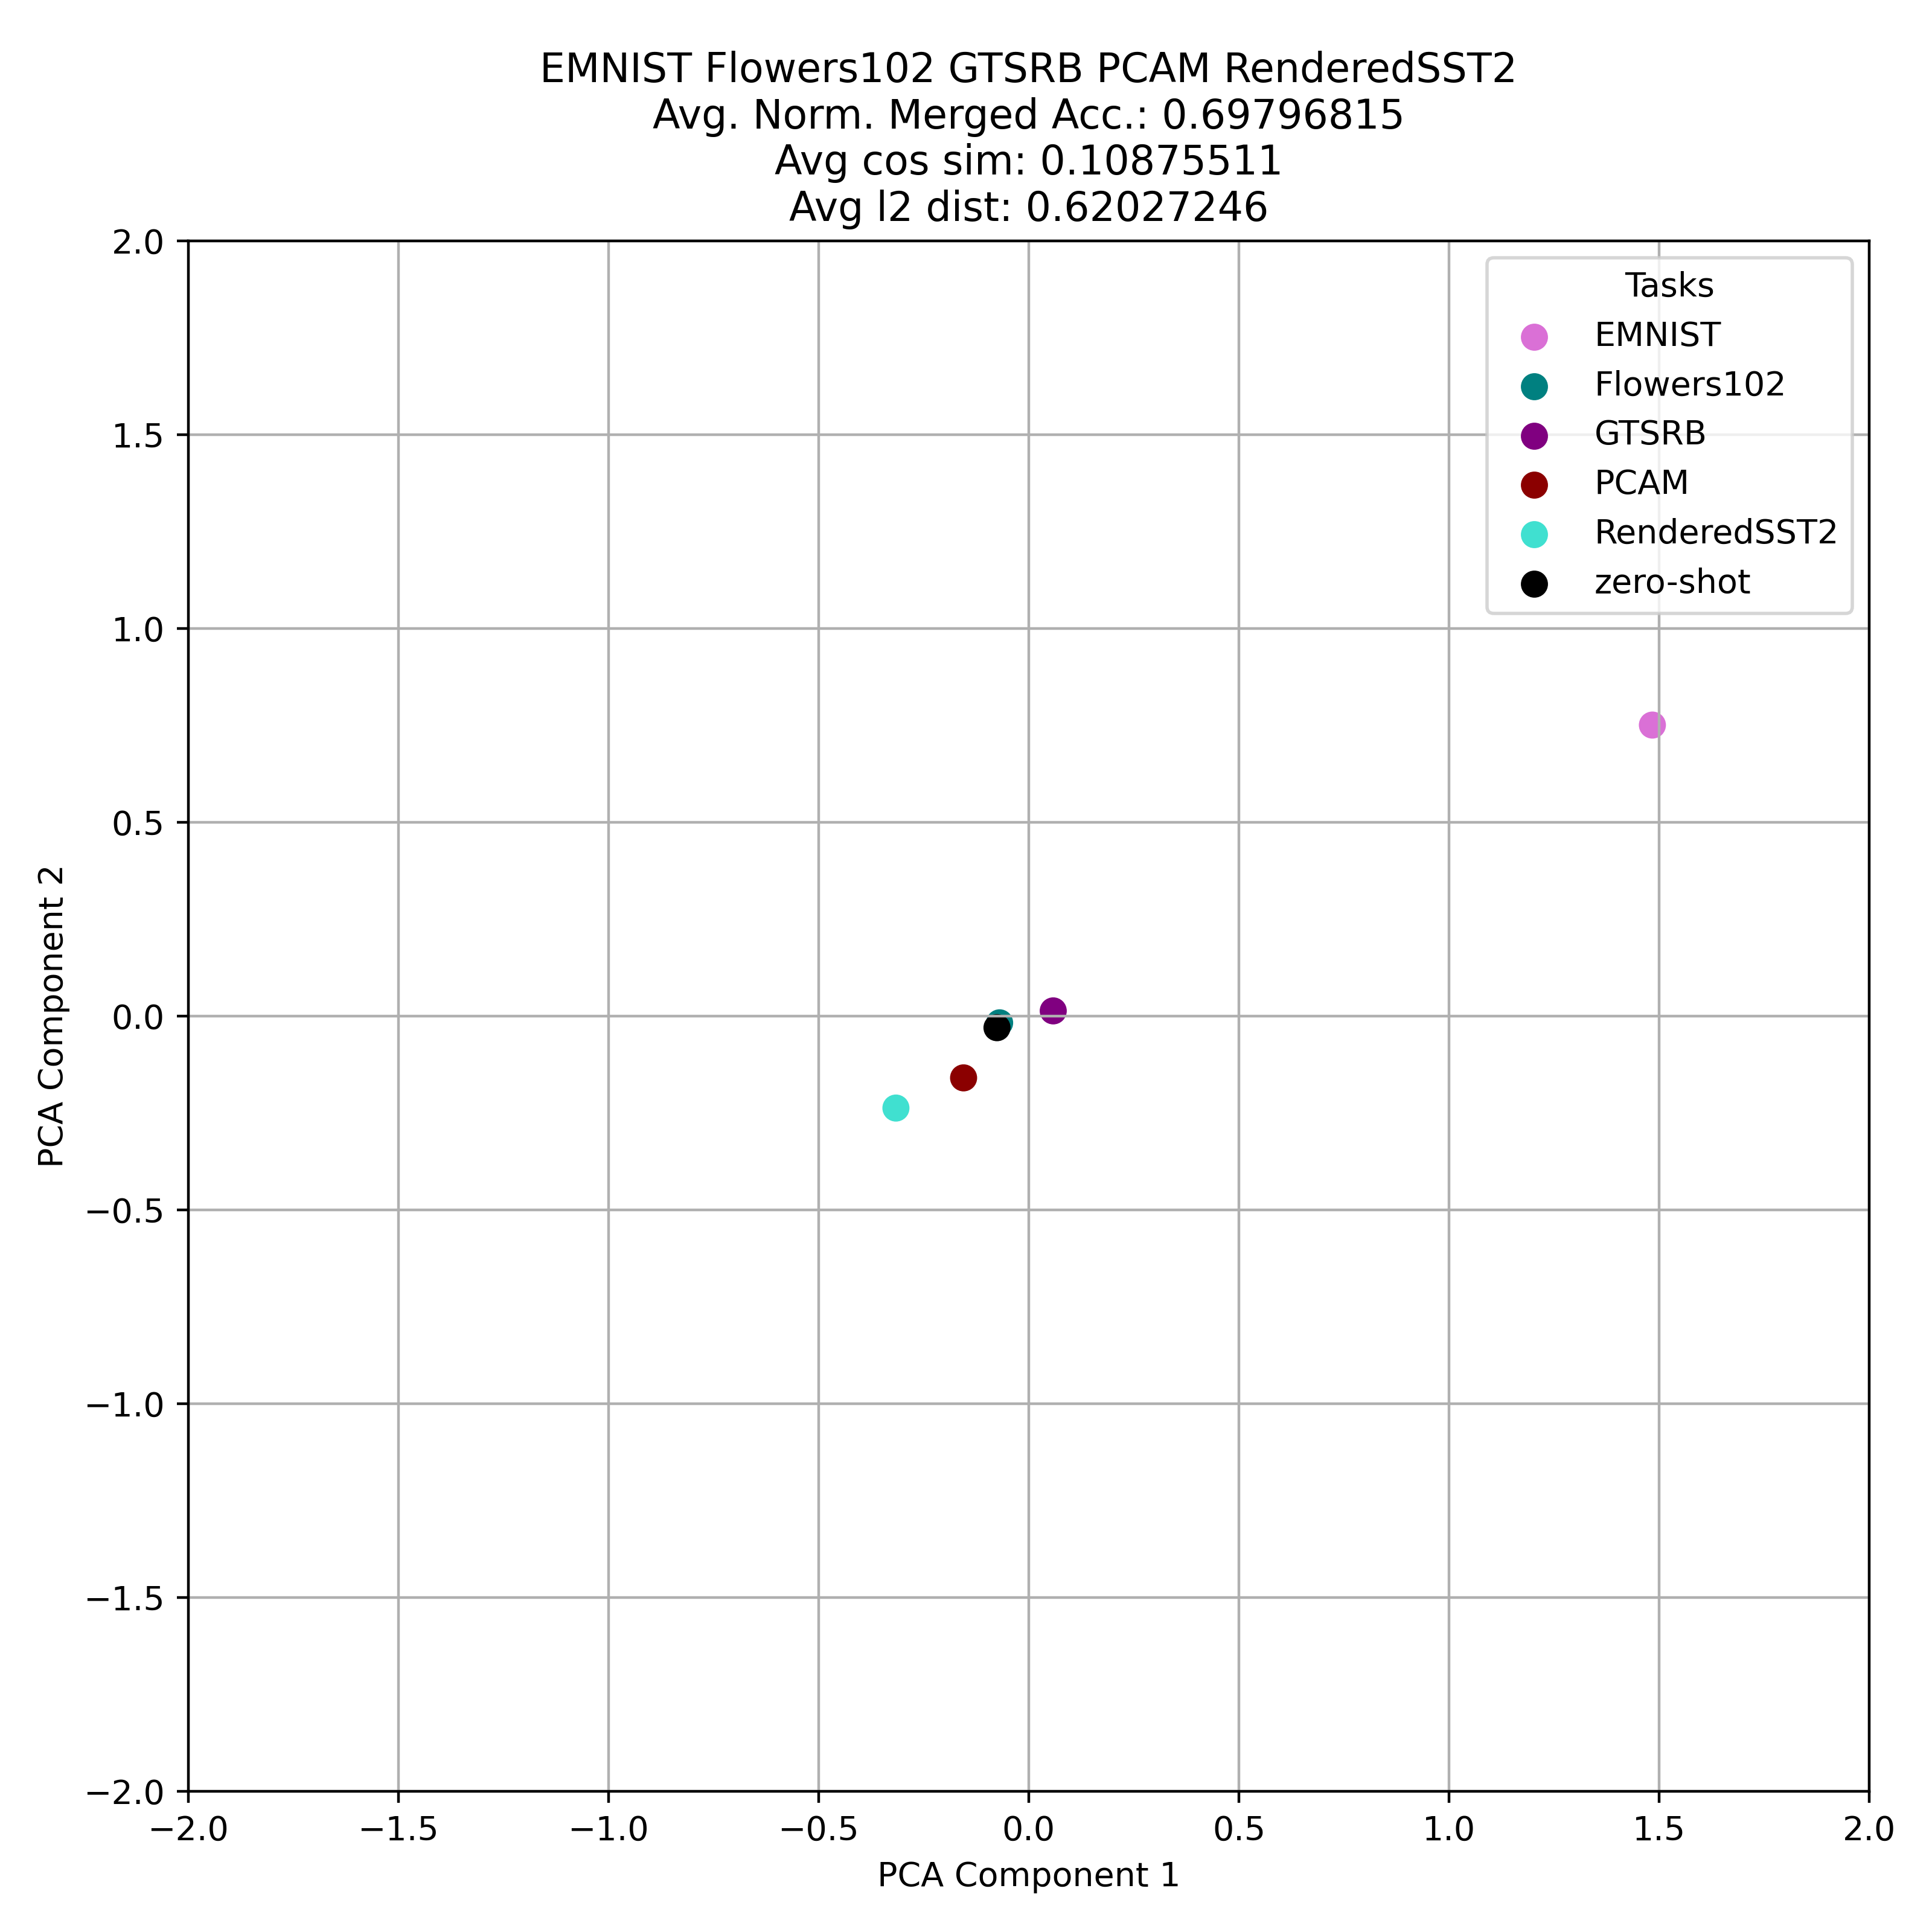 EMNIST Flowers102 GTSRB PCAM RenderedSST2
Avg. Norm. Merged Acc.: 0.69796815
Avg cos sim: 0.10875511
Avg l2 dist: 0.62027246
2.0
1.5
1.0
0.5
0.0
−0.5
−1.0
−1.5
−2.0
PCA Component 2
Tasks
EMNIST
Flowers102
GTSRB
PCAM
RenderedSST2
zero-shot
−2.0 −1.5 −1.0 −0.5 0.0 0.5 1.0 1.5 2.0
PCA Component 1